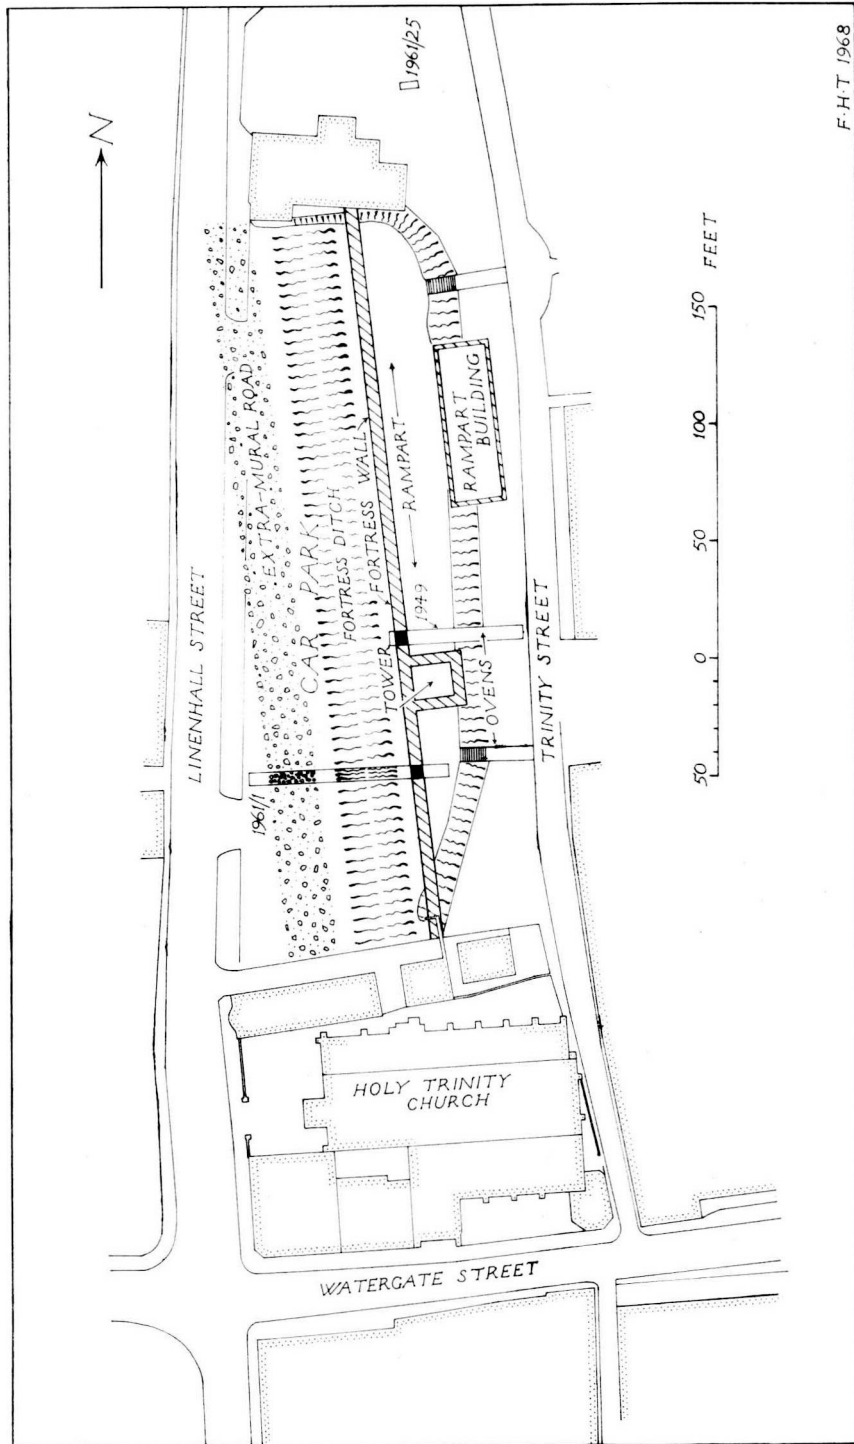 N
1961/25
LINENHALL STREET
EXTRA-MURAL ROAD
CAR PARK
FORTRESS DITCH
FORTRESS WALL
RAMPART
RAMPART
BUILDING
1949
TOWER
OVENS
1961/1
TRINITY STREET
HOLY TRINITY
CHURCH
WATERGATE STREET
50 0 50 100 150 FEET
F·H·T 1968